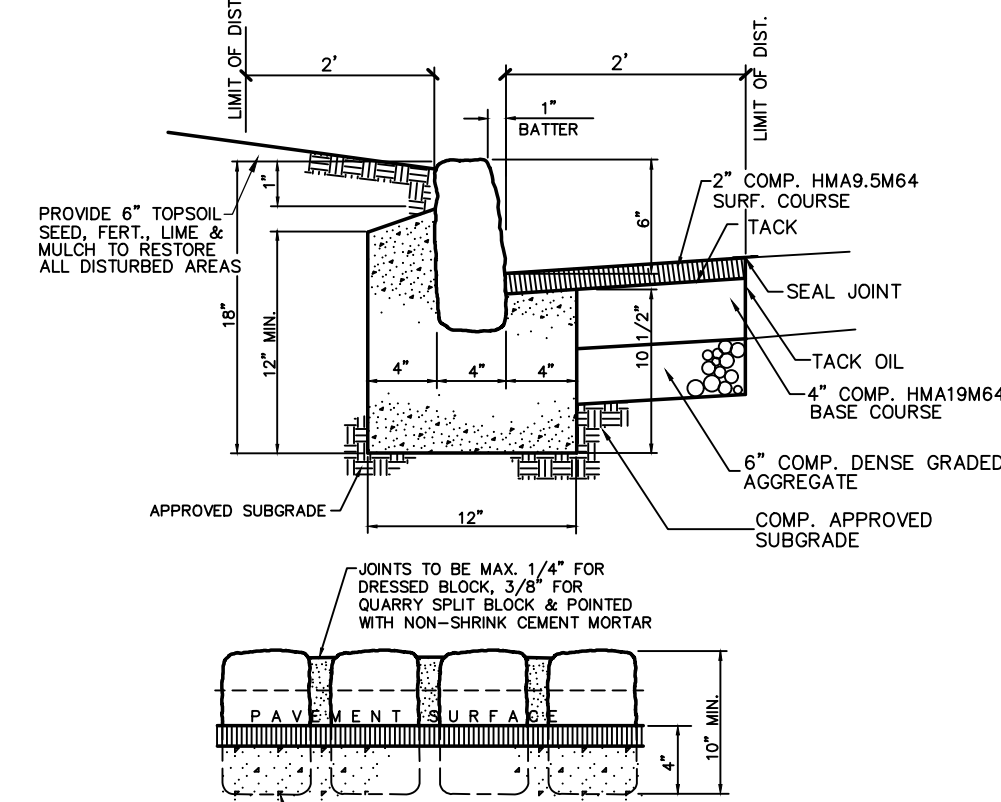 LIMIT OF DIST.
2'
2'
LIMIT OF DIST.
1"
BATTER
1"
6"
2" COMP. HMA9.5M64
SURF. COURSE
TACK
PROVIDE 6" TOPSOIL
SEED, FERT., LIME &
MULCH TO RESTORE
ALL DISTURBED AREAS
SEAL JOINT
18"
12" MIN.
10 1/2"
4"
4"
4"
TACK OIL
4" COMP. HMA19M64
BASE COURSE
6" COMP. DENSE GRADED
AGGREGATE
APPROVED SUBGRADE
12"
COMP. APPROVED
SUBGRADE
JOINTS TO BE MAX. 1/4" FOR
DRESSED BLOCK, 3/8" FOR
QUARRY SPLIT BLOCK & POINTED
WITH NON-SHRINK CEMENT MORTAR
PAVEMENT SURFACE
4"
10" MIN.